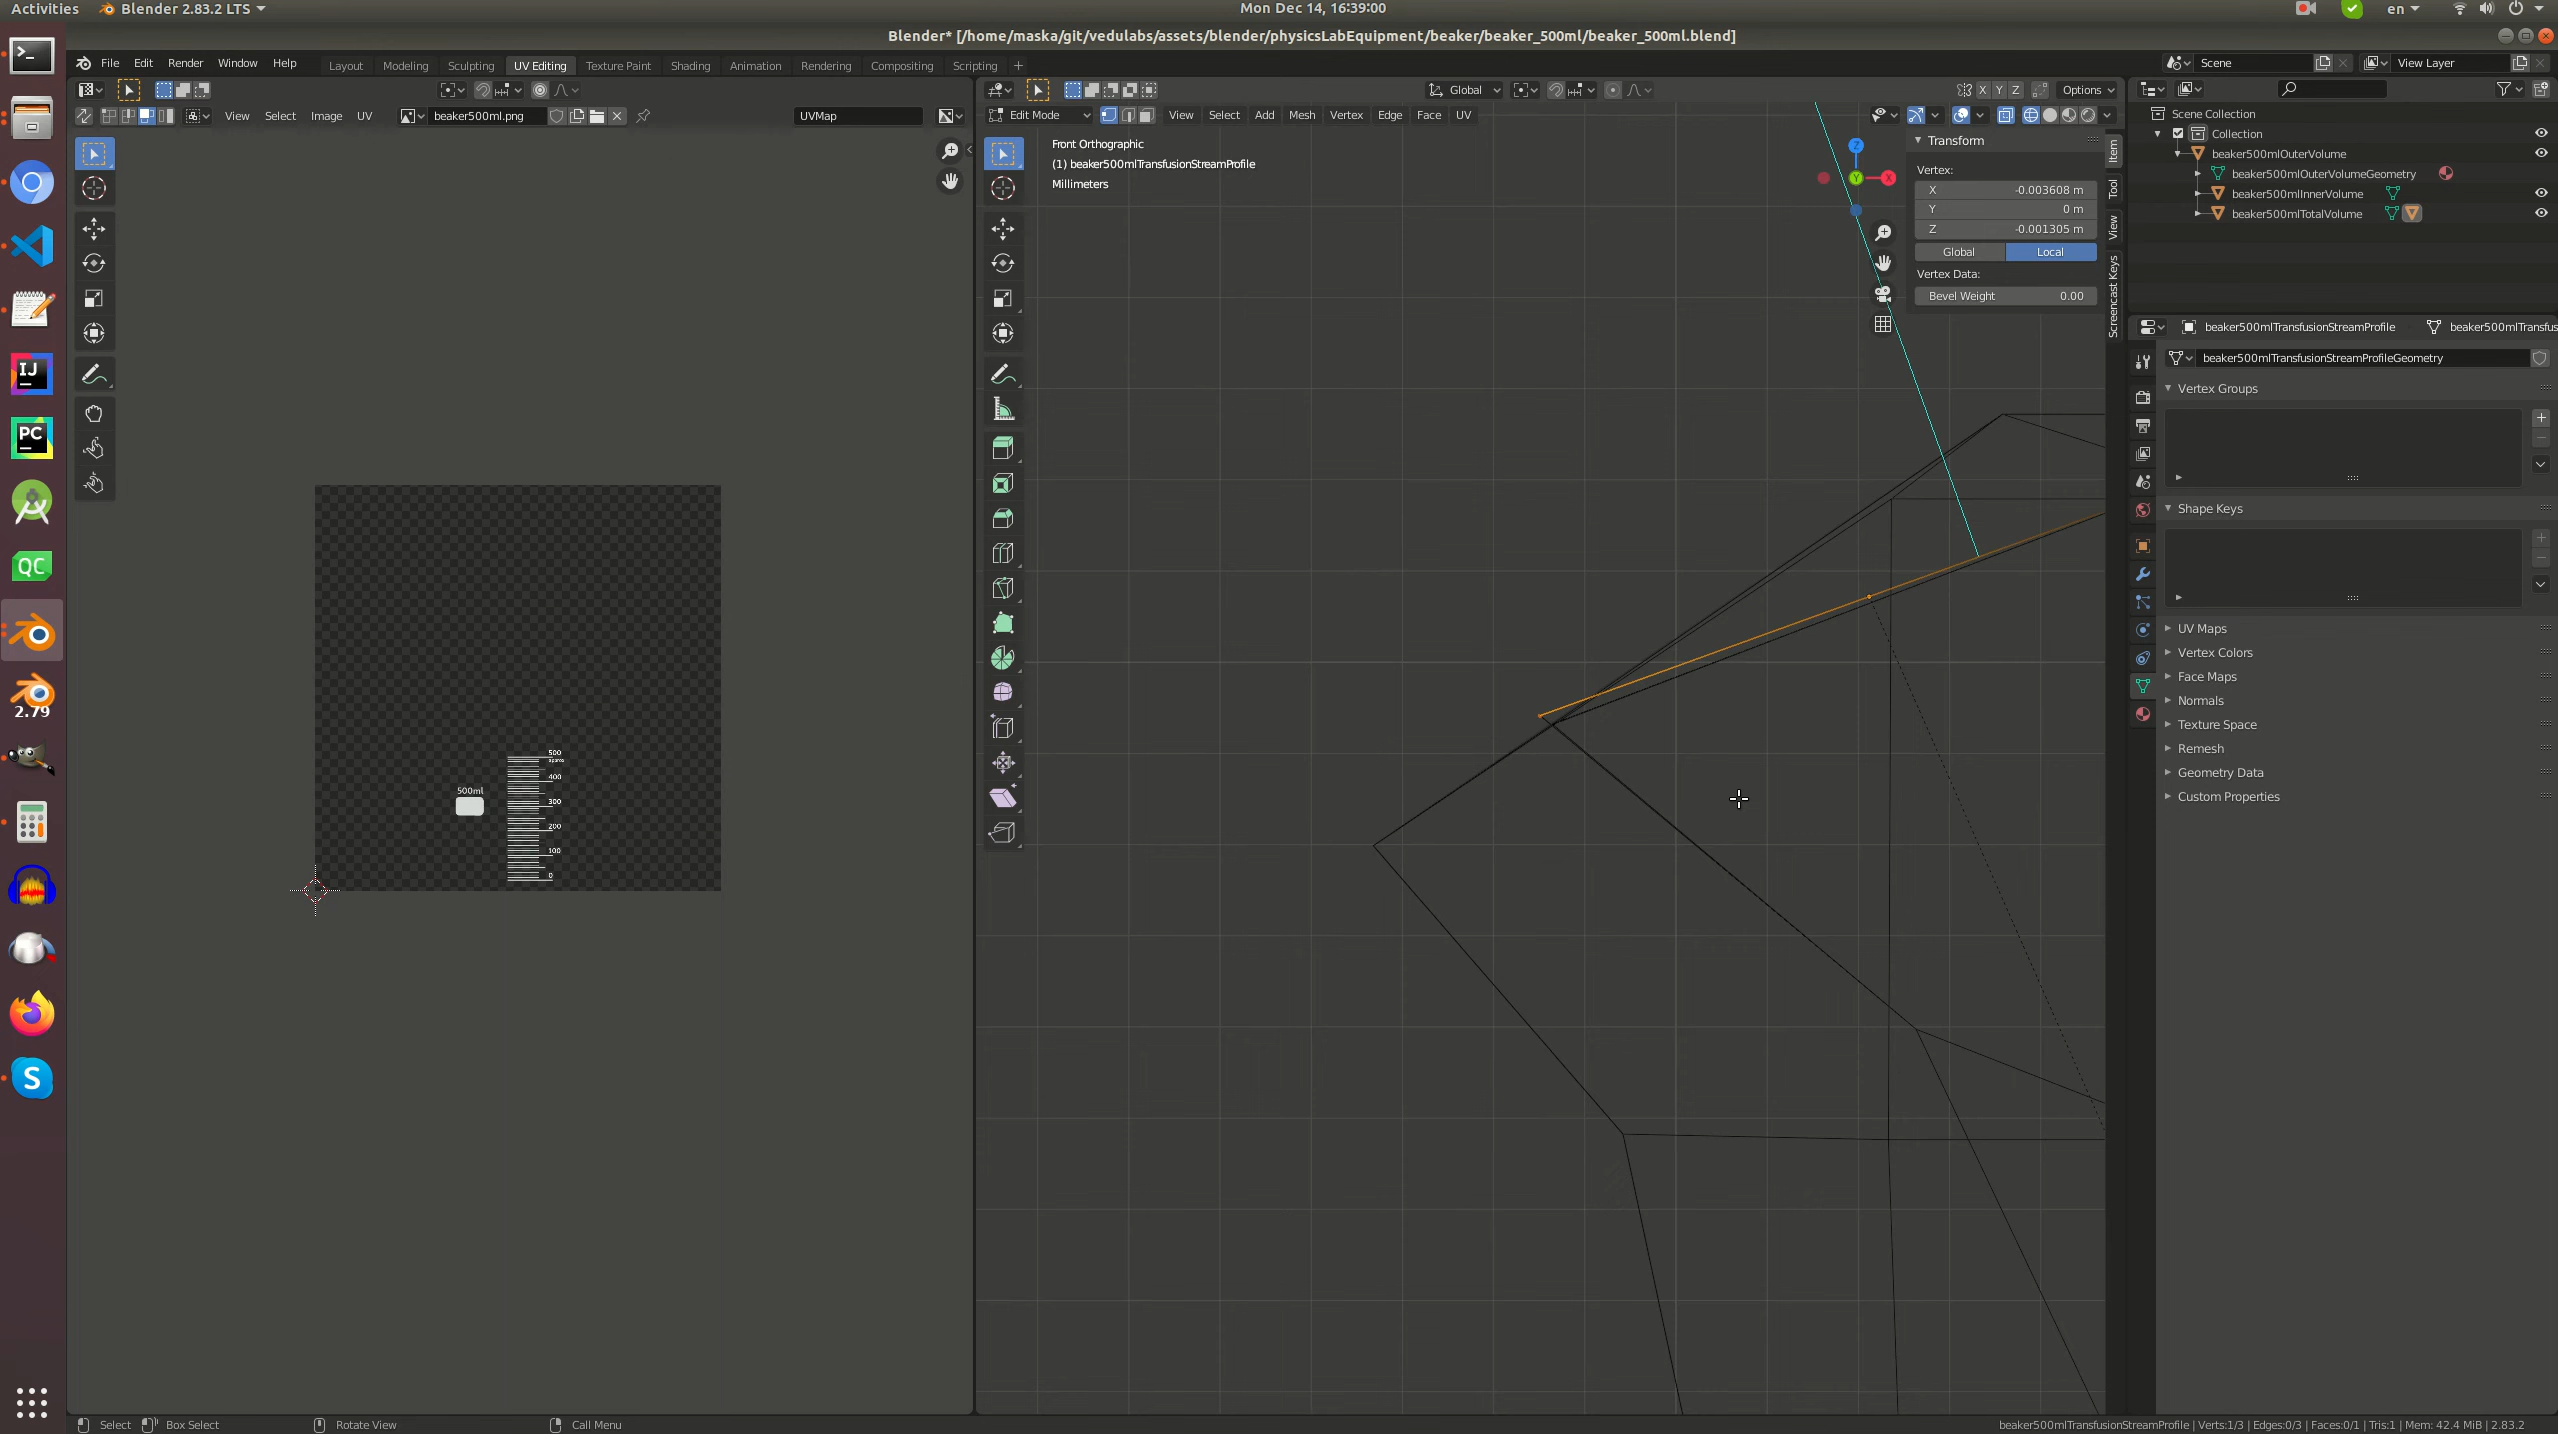 Activities Blender 2.83.2 LTS Mon Dec 14, 16:39:00 en
Blender* [/home/maska/git/vedulabs/assets/blender/physicsLabEquipment/beaker/beaker_500ml/beaker_500ml.blend]
File Edit Render Window Help Layout Modeling Sculpting UV Editing Texture Paint Shading Animation Rendering Compositing Scripting + Scene View Layer
Global X Y Z Options
View Select Image UV beaker500ml.png UVMap
Edit Mode View Select Add Mesh Vertex Edge Face UV
Front Orthographic
(1) beaker500mlTransfusionStreamProfile
Millimeters
Z
Y
X
Transform
Vertex:
X -0.003608 m
Y 0 m
Z -0.001305 m
Global Local
Vertex Data:
Bevel Weight 0.00
Item
Tool
View
Screencast Keys
Scene Collection
Collection
beaker500mlOuterVolume
beaker500mlOuterVolumeGeometry
beaker500mlInnerVolume
beaker500mlTotalVolume
beaker500mlTransfusionStreamProfile beaker500mlTransfus
beaker500mlTransfusionStreamProfileGeometry
Vertex Groups
Shape Keys
UV Maps
Vertex Colors
Face Maps
Normals
Texture Space
Remesh
Geometry Data
Custom Properties
IJ
PC
QC
2.79
S
500
approx
400
500ml
300
200
100
0
Select Box Select Rotate View Call Menu
beaker500mlTransfusionStreamProfile | Verts:1/3 | Edges:0/3 | Faces:0/1 | Tris:1 | Mem: 42.4 MiB | 2.83.2